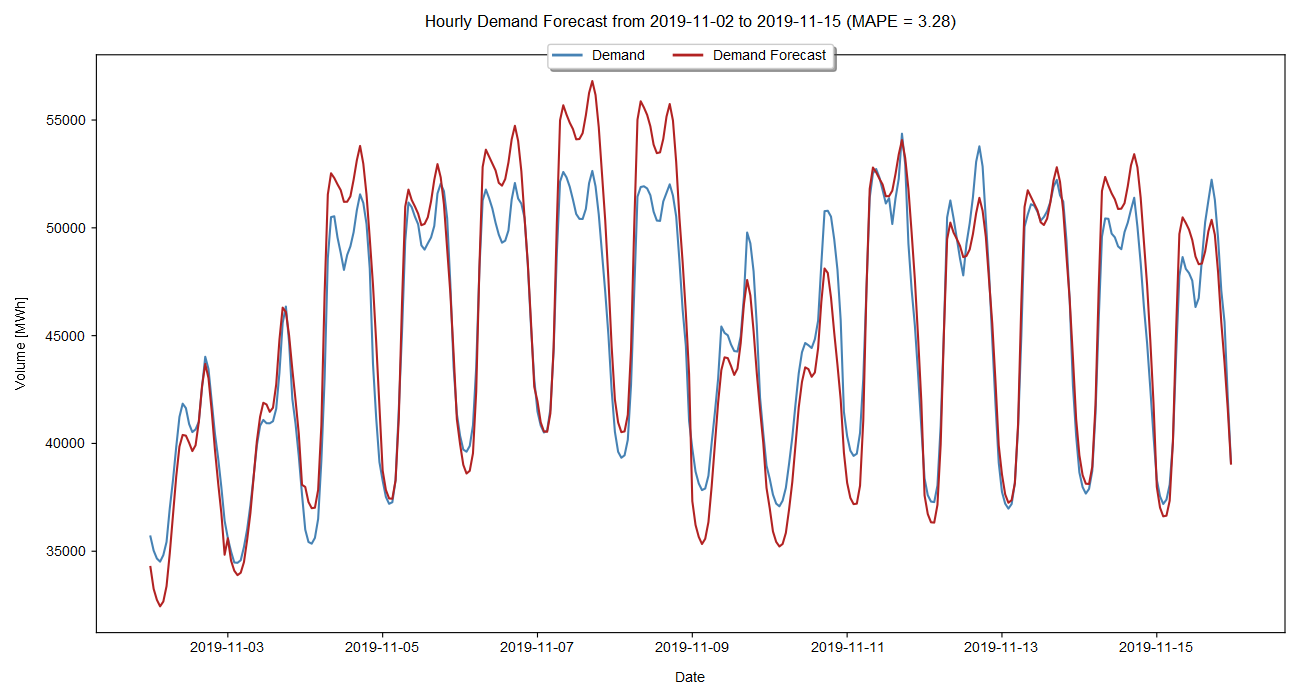 Hourly Demand Forecast from 2019-11-02 to 2019-11-15 (MAPE = 3.28)
Demand Demand Forecast
55000
50000
45000
40000
35000
Volume [MWh]
2019-11-03 2019-11-05 2019-11-07 2019-11-09 2019-11-11 2019-11-13 2019-11-15
Date